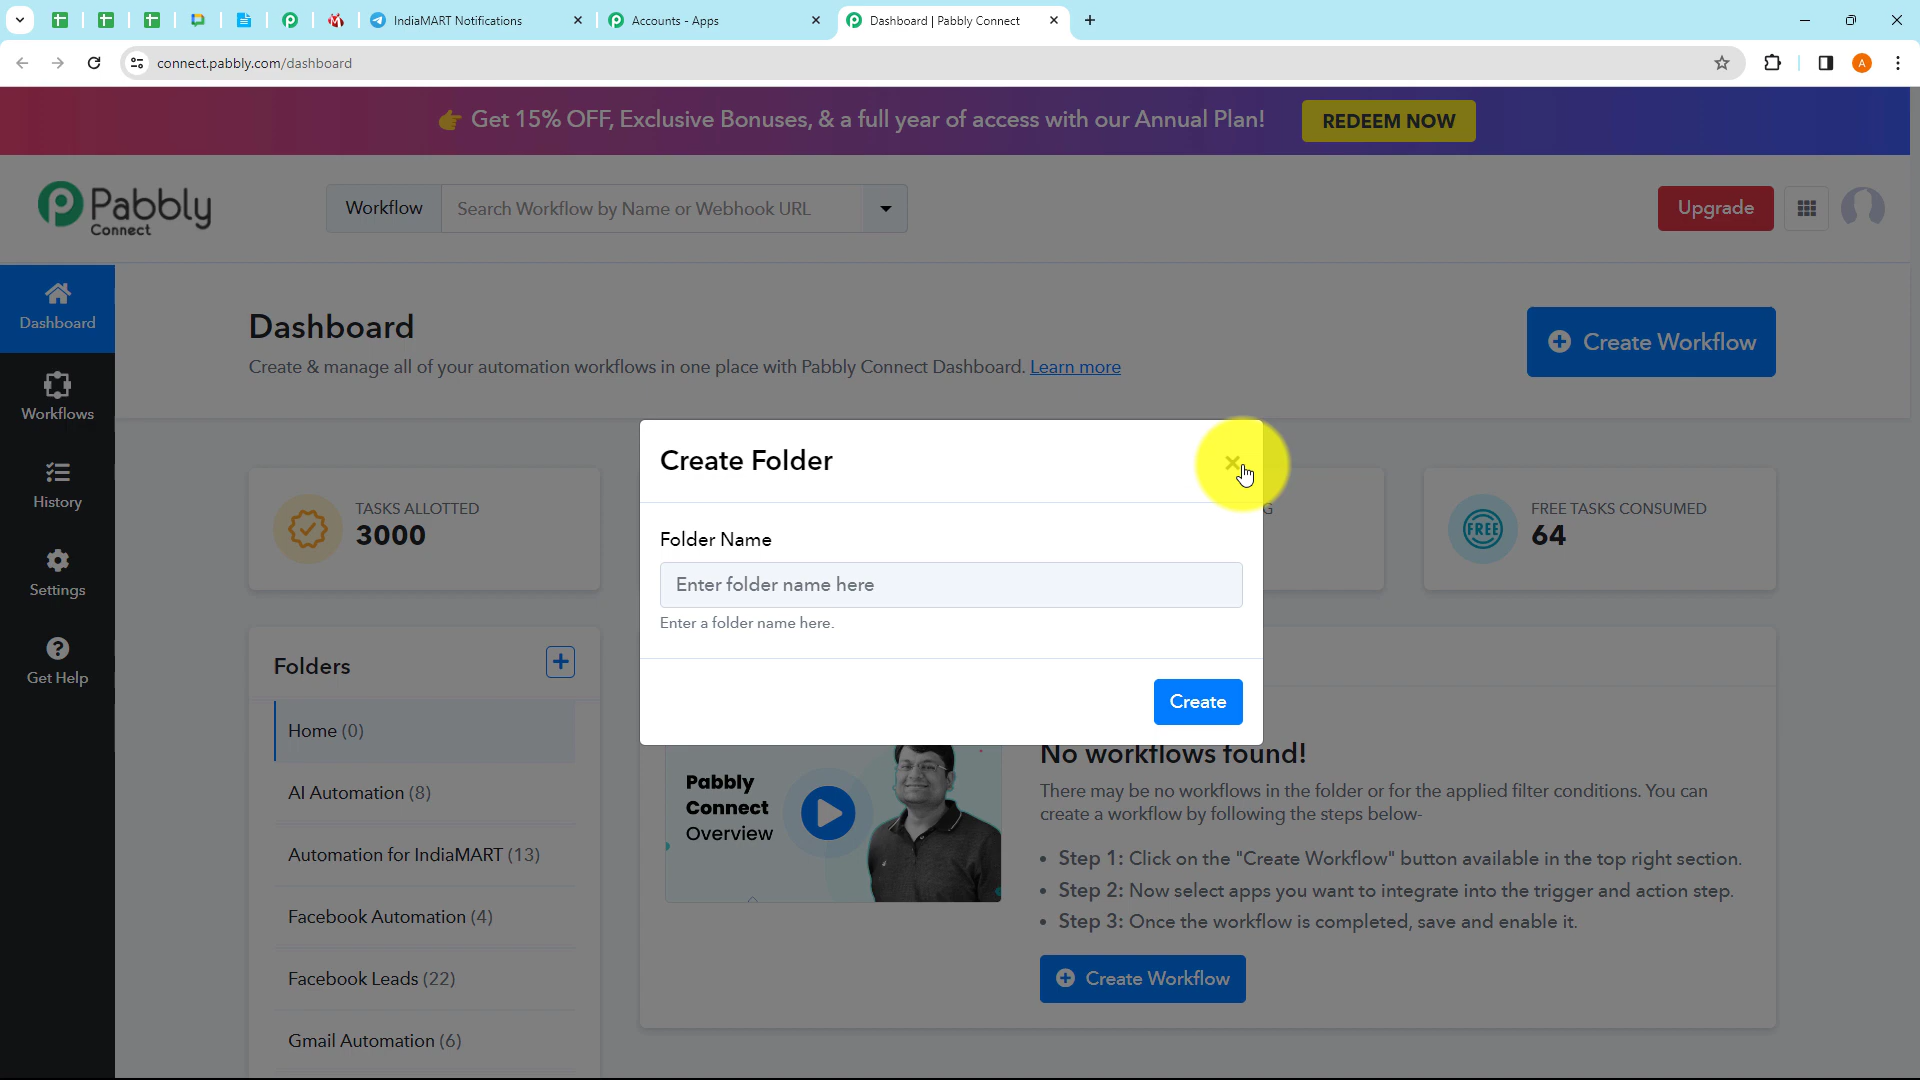 IndiaMART Notifications
Accounts - Apps
Dashboard | Pabbly Connect
connect.pabbly.com/dashboard
A
👉 Get 15% OFF, Exclusive Bonuses, & a full year of access with our Annual Plan!
REDEEM NOW
Pabbly
Connect
Workflow
Search Workflow by Name or Webhook URL
Upgrade
Dashboard
Workflows
History
Settings
Get Help
Dashboard
Create & manage all of your automation workflows in one place with Pabbly Connect Dashboard. Learn more
Create Workflow
TASKS ALLOTTED
3000
G
FREE
FREE TASKS CONSUMED
64
Create Folder
Folder Name
Enter folder name here
Enter a folder name here.
Create
Folders
Home (0)
AI Automation (8)
Automation for IndiaMART (13)
Facebook Automation (4)
Facebook Leads (22)
Gmail Automation (6)
Pabbly
Connect
Overview
No workflows found!
There may be no workflows in the folder or for the applied filter conditions. You can
create a workflow by following the steps below-
• Step 1: Click on the "Create Workflow" button available in the top right section.
• Step 2: Now select apps you want to integrate into the trigger and action step.
• Step 3: Once the workflow is completed, save and enable it.
Create Workflow